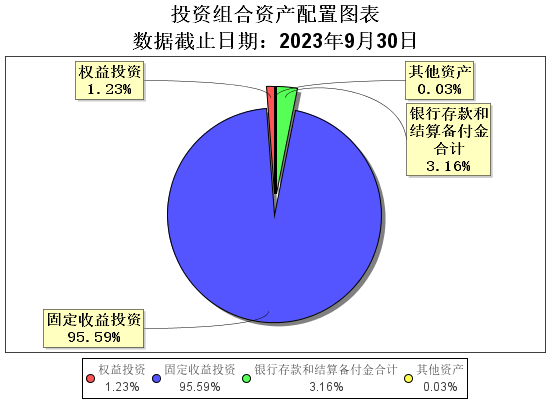 投资组合资产配置图表
数据截止日期：2023年9月30日
权益投资
1.23%
其他资产
0.03%
银行存款和
结算备付金
合计
3.16%
固定收益投资
95.59%
权益投资 固定收益投资 银行存款和结算备付金合计 其他资产
1.23% 95.59% 3.16% 0.03%